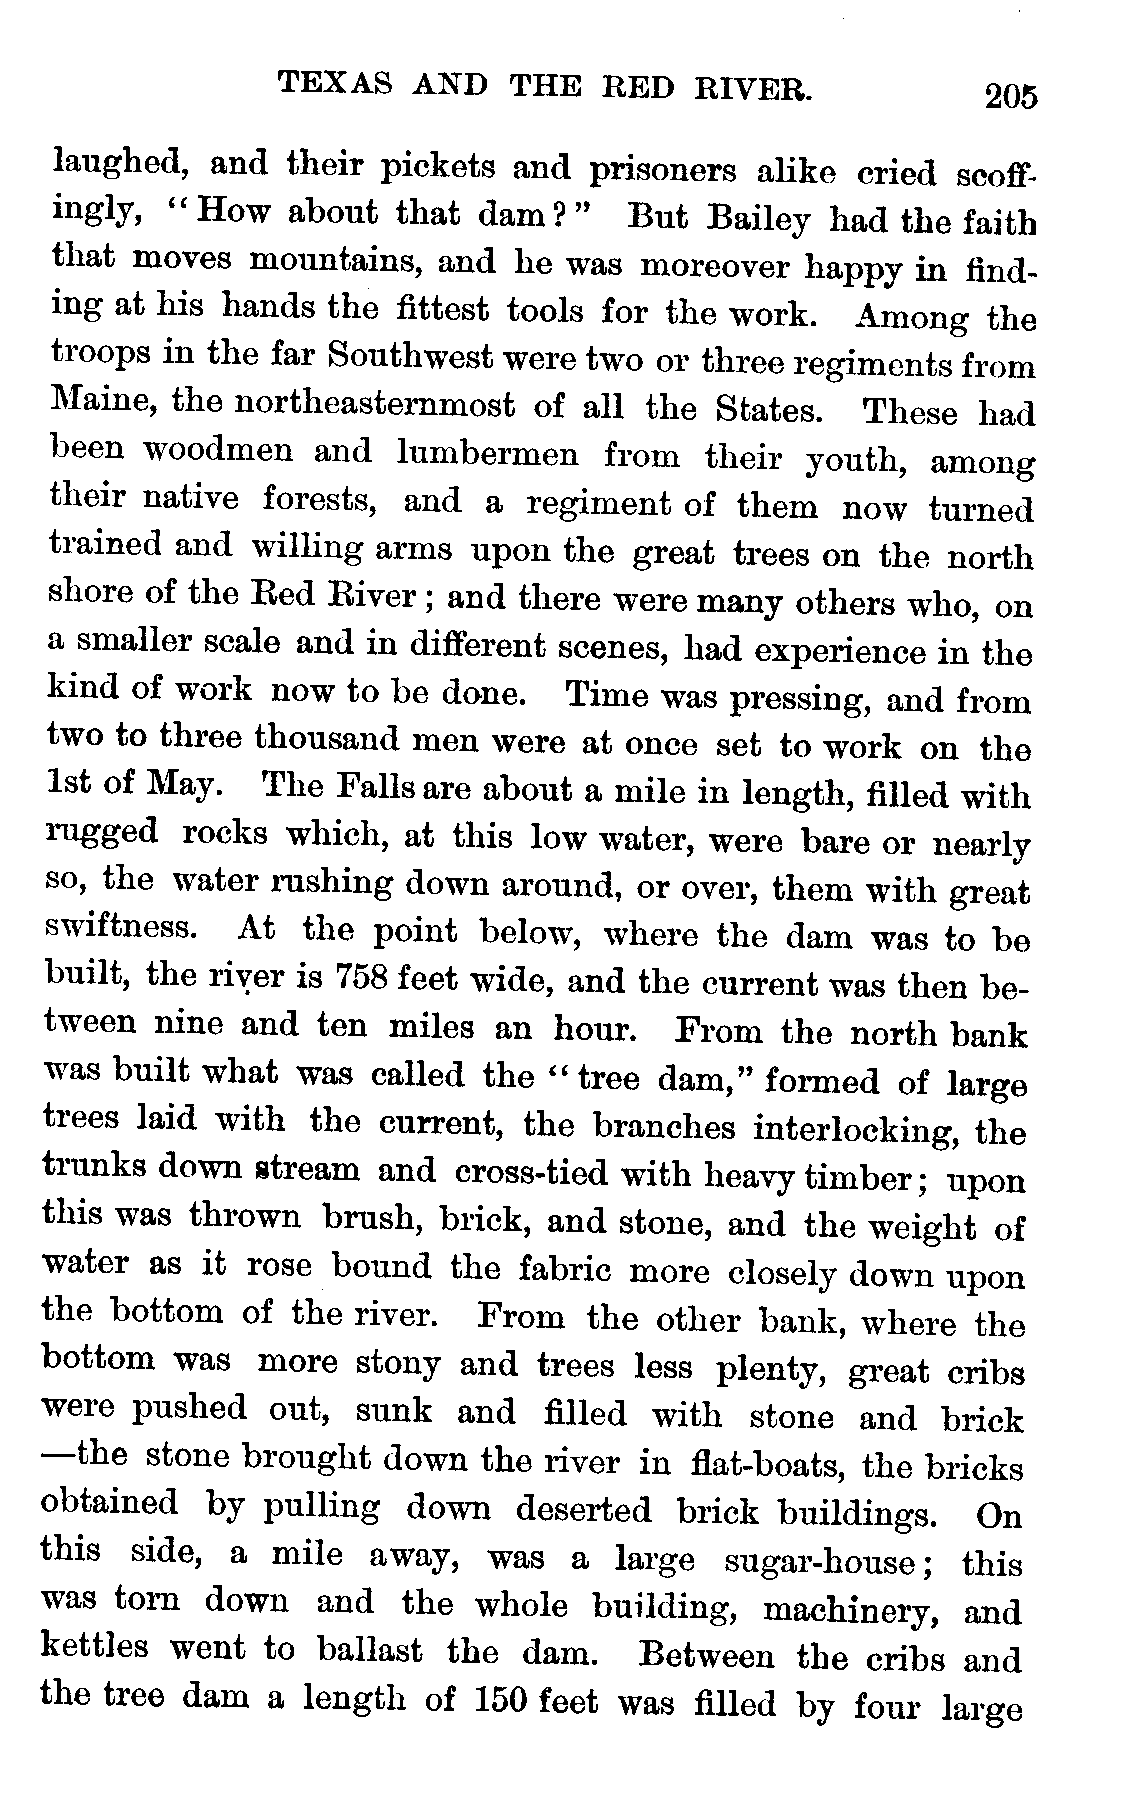 TEXAS AND THE RED RIVER. 205
laughed, and their pickets and prisoners alike cried scoff-
ingly, "How about that dam?" But Bailey had the faith
that moves mountains, and he was moreover happy in find-
ing at his hands the fittest tools for the work. Among the
troops in the far Southwest were two or three regiments from
Maine, the northeasternmost of all the States. These had
been woodmen and lumbermen from their youth, among
their native forests, and a regiment of them now turned
trained and willing arms upon the great trees on the north
shore of the Red River; and there were many others who, on
a smaller scale and in different scenes, had experience in the
kind of work now to be done. Time was pressing, and from
two to three thousand men were at once set to work on the
1st of May. The Falls are about a mile in length, filled with
rugged rocks which, at this low water, were bare or nearly
so, the water rushing down around, or over, them with great
swiftness. At the point below, where the dam was to be
built, the river is 758 feet wide, and the current was then be-
tween nine and ten miles an hour. From the north bank
was built what was called the "tree dam," formed of large
trees laid with the current, the branches interlocking, the
trunks down stream and cross-tied with heavy timber; upon
this was thrown brush, brick, and stone, and the weight of
water as it rose bound the fabric more closely down upon
the bottom of the river. From the other bank, where the
bottom was more stony and trees less plenty, great cribs
were pushed out, sunk and filled with stone and brick
—the stone brought down the river in flat-boats, the bricks
obtained by pulling down deserted brick buildings. On
this side, a mile away, was a large sugar-house; this
was torn down and the whole building, machinery, and
kettles went to ballast the dam. Between the cribs and
the tree dam a length of 150 feet was filled by four large